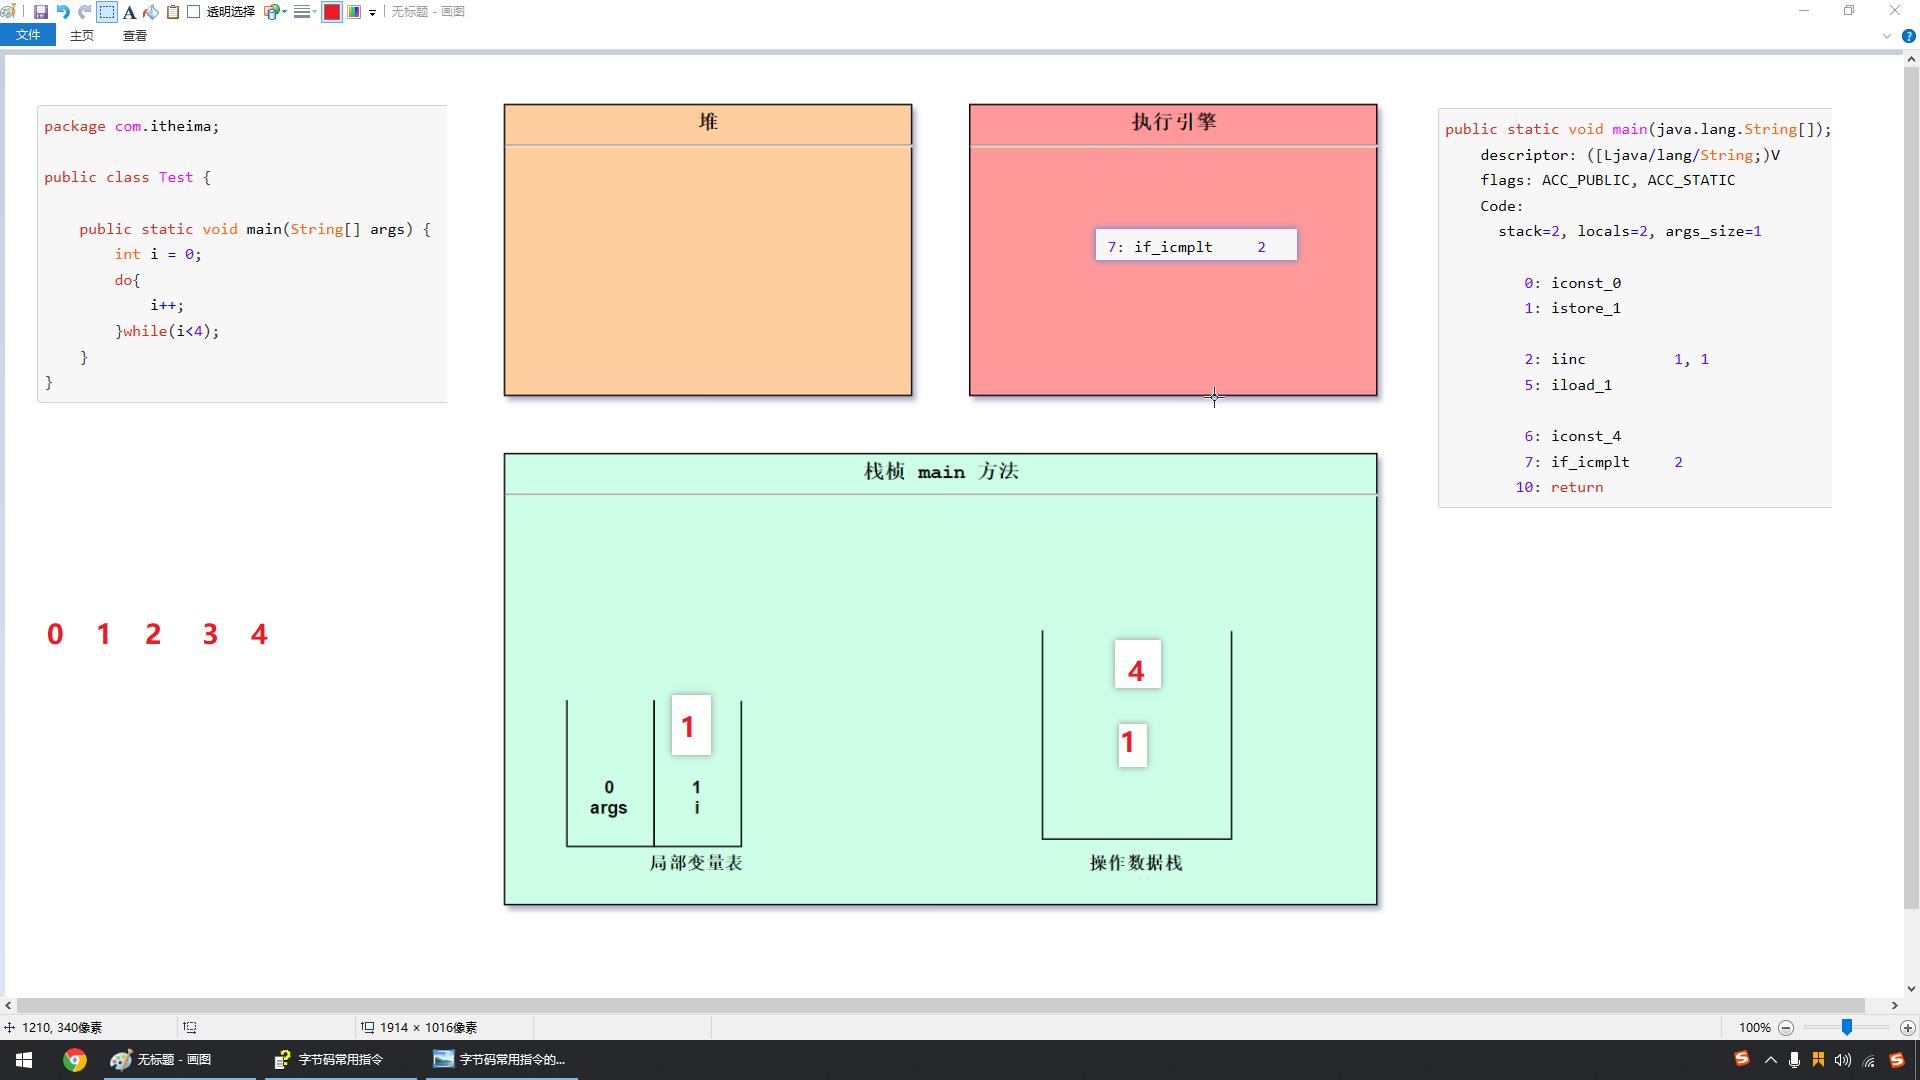 透明选择
无标题 - 画图
文件
主页
查看
package com.itheima;
public class Test {
public static void main(String[] args) {
int i = 0;
do{
i++;
}while(i<4);
}
}
堆
执行引擎
7: if_icmplt 2
public static void main(java.lang.String[]);
descriptor: ([Ljava/lang/String;)V
flags: ACC_PUBLIC, ACC_STATIC
Code:
stack=2, locals=2, args_size=1
0: iconst_0
1: istore_1
2: iinc 1, 1
5: iload_1
6: iconst_4
7: if_icmplt 2
10: return
栈桢 main 方法
0 1 2 3 4
1
0
args
1
i
局部变量表
4
1
操作数据栈
1210, 340像素
1914 × 1016像素
100%
无标题 - 画图
字节码常用指令
字节码常用指令的...